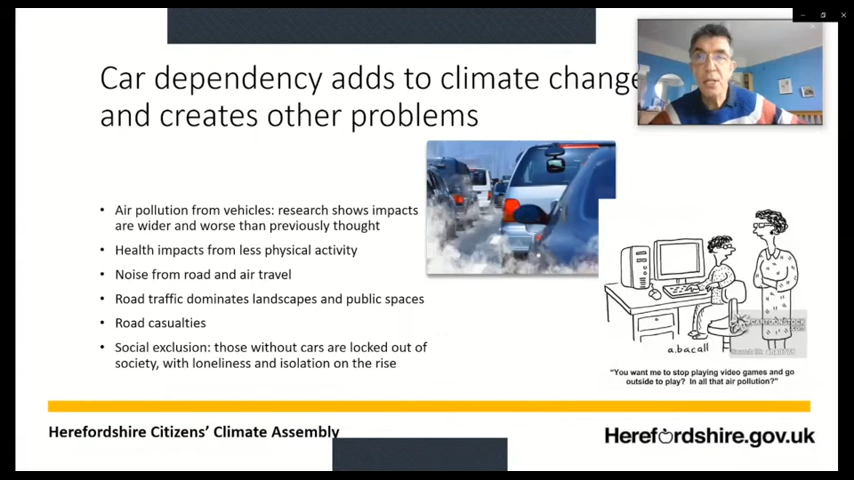 Car dependency adds to climate change
and creates other problems
• Air pollution from vehicles: research shows impacts
are wider and worse than previously thought
• Health impacts from less physical activity
• Noise from road and air travel
• Road traffic dominates landscapes and public spaces
• Road casualties
• Social exclusion: those without cars are locked out of
society, with loneliness and isolation on the rise
CARTOONSTOCK
.com
a.bacall
"You want me to stop playing video games and go
outside to play? In all that air pollution?"
Herefordshire Citizens' Climate Assembly
Herefordshire.gov.uk